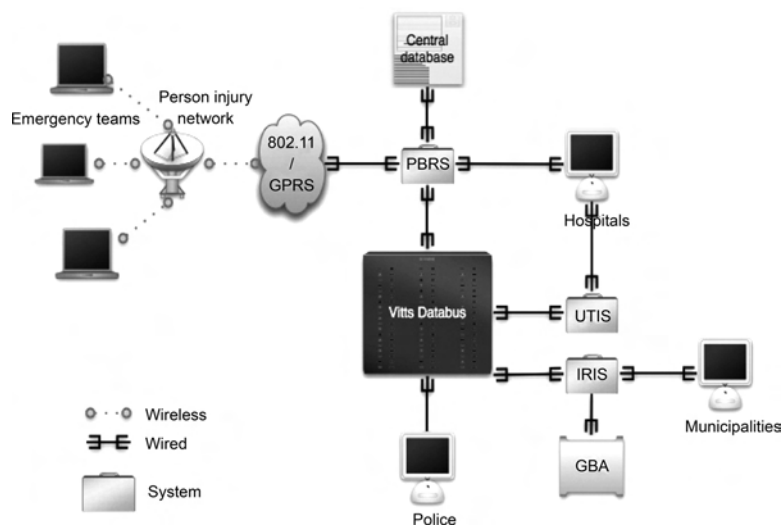 Central
database
Person injury
network
Emergency teams
802.11
/
GPRS
PBRS
Hospitals
Vitts Databus
UTIS
IRIS
Municipalities
Wireless
Wired
GBA
System
Police